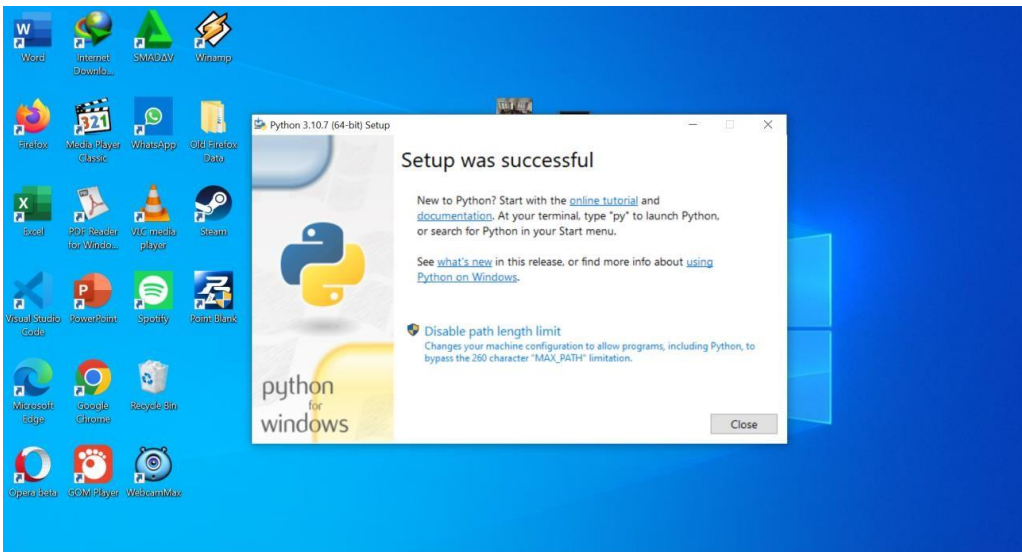 Word
Internet
Downlo...
SMADAV
Winamp
Firefox
Media Player
Classic
WhatsApp
Old Firefox
Data
Excel
PDF Reader
for Windo...
VLC media
player
Steam
Visual Studio
Code
PowerPoint
Spotify
Point Blank
Microsoft
Edge
Google
Chrome
Recycle Bin
Opera beta
GOM Player
WebcamMax
Python 3.10.7 (64-bit) Setup
Setup was successful
New to Python? Start with the online tutorial and
documentation. At your terminal, type "py" to launch Python,
or search for Python in your Start menu.
See what's new in this release, or find more info about using
Python on Windows.
Disable path length limit
Changes your machine configuration to allow programs, including Python, to
bypass the 260 character "MAX_PATH" limitation.
python
for
windows
Close